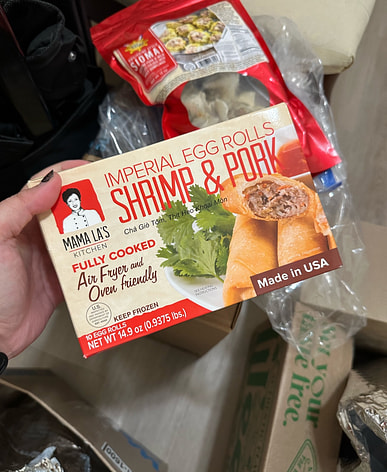 SIOMAI
IMPERIAL EGG ROLLS
SHRIMP & PORK
Chả Giò Tôm, Thịt Heo Khoai Môn
MAMA LA'S
KITCHEN
FULLY COOKED
Air Fryer and
Oven friendly
Made in USA
KEEP FROZEN
10 EGG ROLLS
NET WT 14.9 oz (0.9375 lbs.)